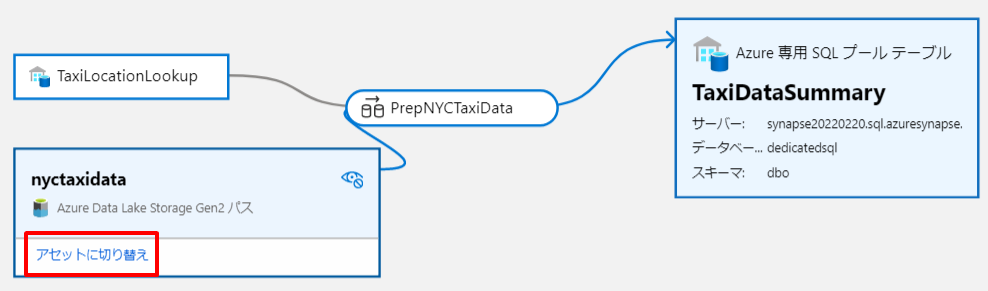 TaxiLocationLookup
PrepNYCTaxiData
nyctaxidata
Azure Data Lake Storage Gen2 パス
アセットに切り替え
Azure 専用 SQL プール テーブル
TaxiDataSummary
サーバー: synapse20220220.sql.azuresynapse.
データベー... dedicatedsql
スキーマ: dbo